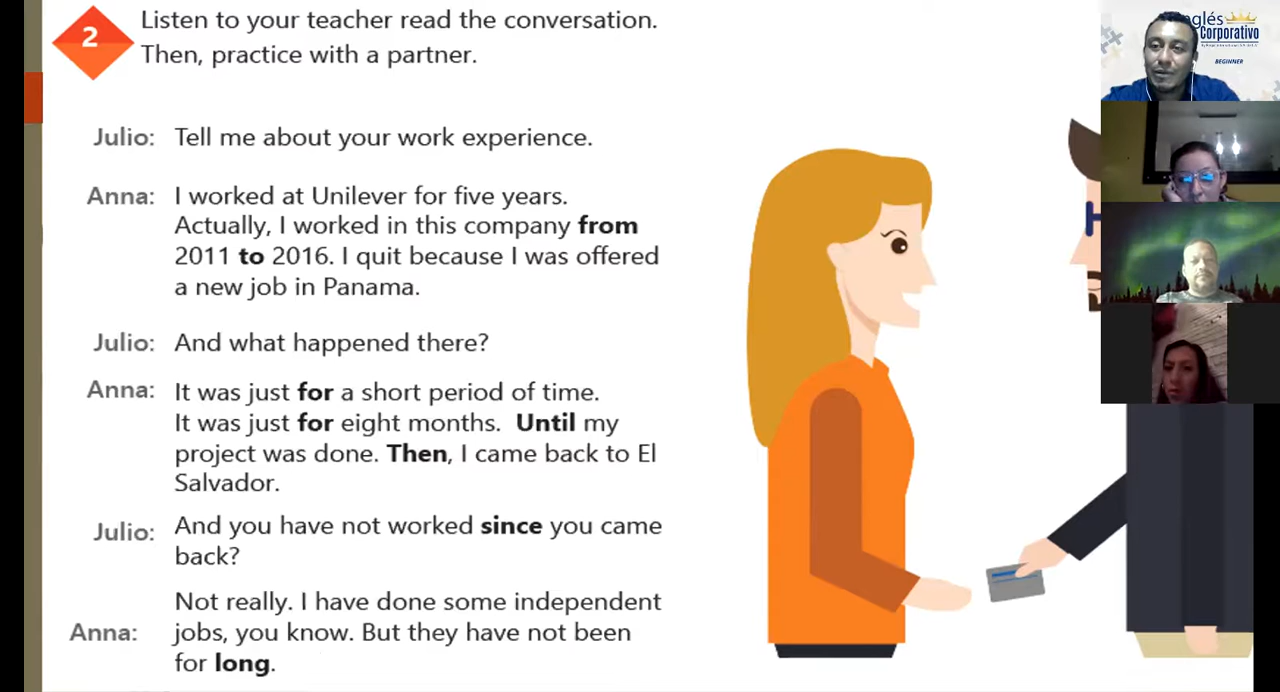 2
Listen to your teacher read the conversation.
Then, practice with a partner.
Julio: Tell me about your work experience.
Anna: I worked at Unilever for five years.
Actually, I worked in this company from
2011 to 2016. I quit because I was offered
a new job in Panama.
Julio: And what happened there?
Anna: It was just for a short period of time.
It was just for eight months. Until my
project was done. Then, I came back to El
Salvador.
Julio: And you have not worked since you came
back?
Not really. I have done some independent
Anna: jobs, you know. But they have not been
for long.
nglés
Corporativo
BEGINNER